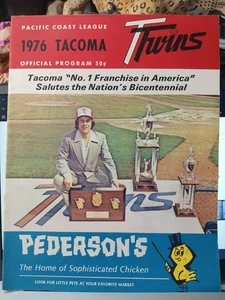 PACIFIC COAST LEAGUE
1976 TACOMA
Twins
OFFICIAL PROGRAM 50¢
Tacoma "No. 1 Franchise in America"
Salutes the Nation's Bicentennial
PEDERSON'S
The Home of Sophisticated Chicken
LOOK FOR LITTLE PETE AT YOUR FAVORITE MARKET